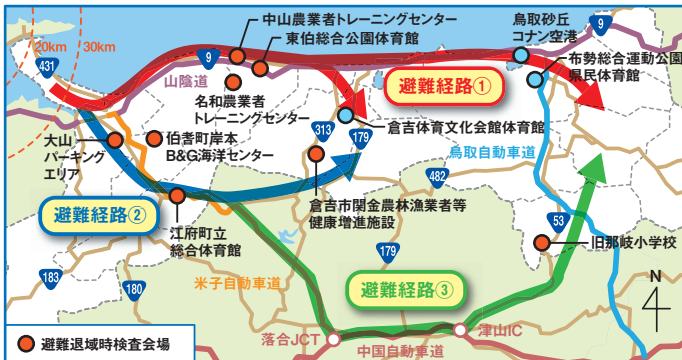 20km
30km
431
9
山陰道
中山農業者トレーニングセンター
東伯総合公園体育館
名和農業者
トレーニングセンター
鳥取砂丘
コナン空港
9
布勢総合運動公園
県民体育館
避難経路①
大山
パーキング
エリア
伯耆町岸本
B&G海洋センター
313
179
倉吉体育文化会館体育館
鳥取自動車道
482
避難経路②
江府町立
総合体育館
倉吉市関金農林漁業者等
健康増進施設
53
旧那岐小学校
183
180
米子自動車道
179
避難経路③
N
落合JCT
中国自動車道
津山IC
避難退域時検査会場